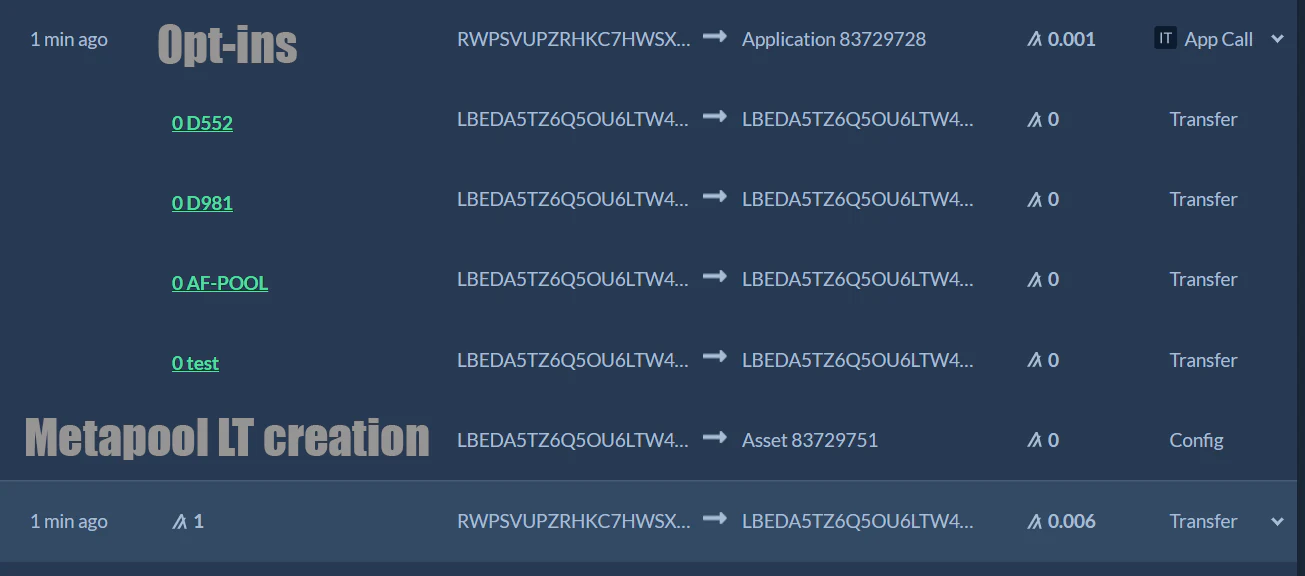 1 min ago Opt-ins RWPSVUPZRHKC7HWSX... Application 83729728 0.001 IT App Call
0 D552 LBEDA5TZ6Q5OU6LTW4... LBEDA5TZ6Q5OU6LTW4... 0 Transfer
0 D981 LBEDA5TZ6Q5OU6LTW4... LBEDA5TZ6Q5OU6LTW4... 0 Transfer
0 AF-POOL LBEDA5TZ6Q5OU6LTW4... LBEDA5TZ6Q5OU6LTW4... 0 Transfer
0 test LBEDA5TZ6Q5OU6LTW4... LBEDA5TZ6Q5OU6LTW4... 0 Transfer
Metapool LT creation LBEDA5TZ6Q5OU6LTW4... Asset 83729751 0 Config
1 min ago 1 RWPSVUPZRHKC7HWSX... LBEDA5TZ6Q5OU6LTW4... 0.006 Transfer